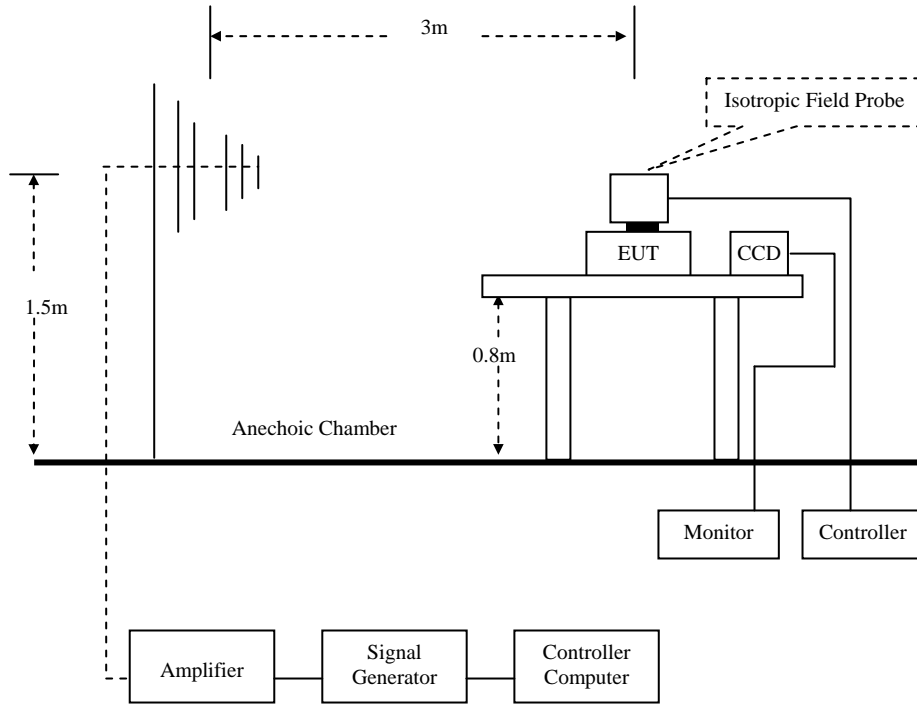 3m
Isotropic Field Probe
EUT
CCD
1.5m
0.8m
Anechoic Chamber
Monitor
Controller
Amplifier
Signal
Generator
Controller
Computer